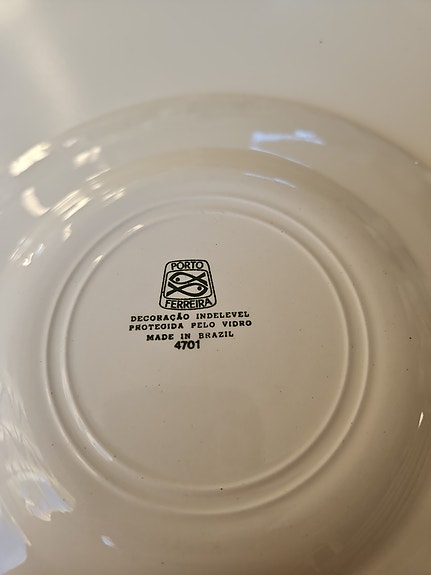 PORTO
FERREIRA
DECORAÇÃO INDELEVEL
PROTEGIDA PELO VIDRO
MADE IN BRAZIL
4701